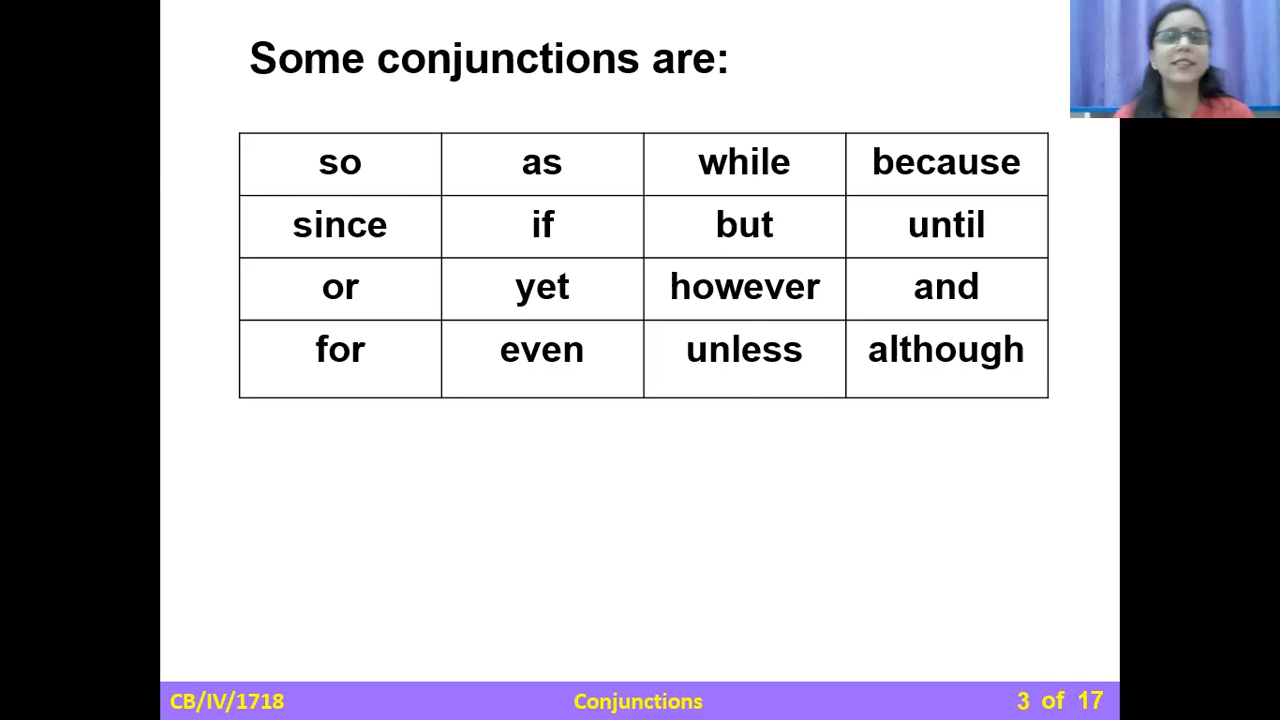 Some conjunctions are:
so as while because
since if but until
or yet however and
for even unless although
CB/IV/1718 Conjunctions 3 of 17